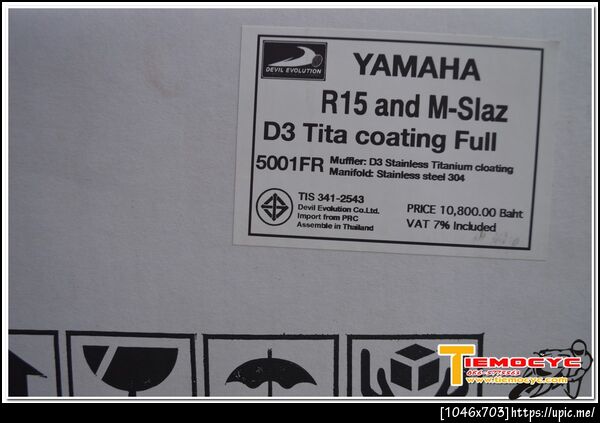 DEVIL EVOLUTION
YAMAHA
R15 and M-Slaz
D3 Tita coating Full
5001FR Muffler: D3 Stainless Titanium cloating
Manifold: Stainless steel 304
TIS 341-2543
Devil Evolution Co.Ltd.
Import from PRC
Assemble in Thailand
PRICE 10,800.00 Baht
VAT 7% Included
TIEMOCYC
www.tiemocyc.com
[1046x703]https://upic.me/